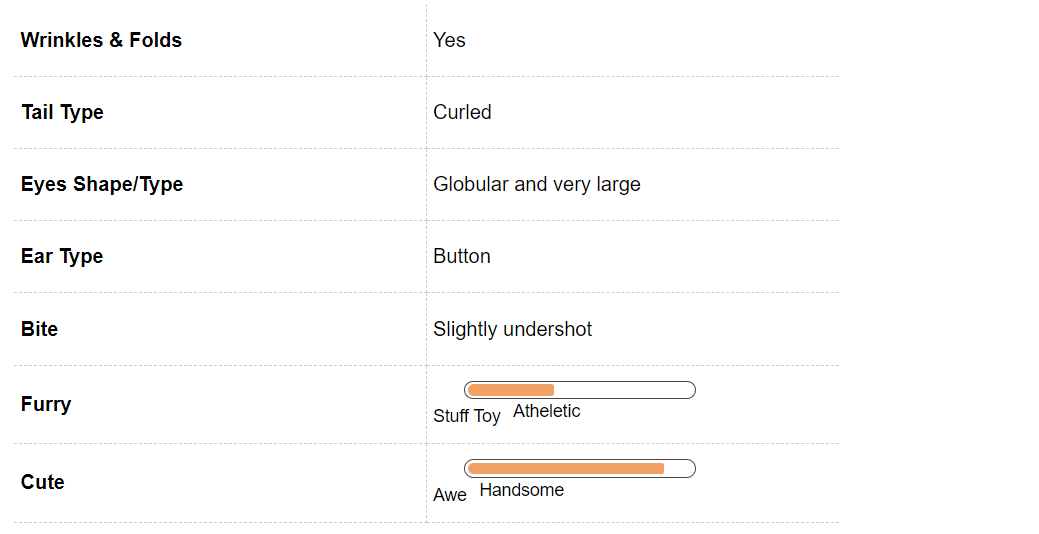 Wrinkles & Folds Yes
Tail Type Curled
Eyes Shape/Type Globular and very large
Ear Type Button
Bite Slightly undershot
Furry Stuff Toy Atheletic
Cute Awe Handsome